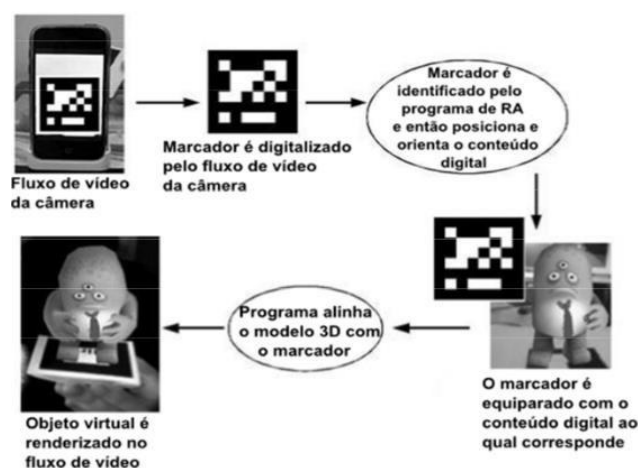 Fluxo de vídeo
da câmera
Marcador é digitalizado
pelo fluxo de vídeo
da câmera
Marcador é
identificado pelo
programa de RA
e então posiciona e
orienta o conteúdo
digital
O marcador é
equiparado com o
conteúdo digital ao
qual corresponde
Programa alinha
o modelo 3D com
o marcador
Objeto virtual é
renderizado no
fluxo de vídeo